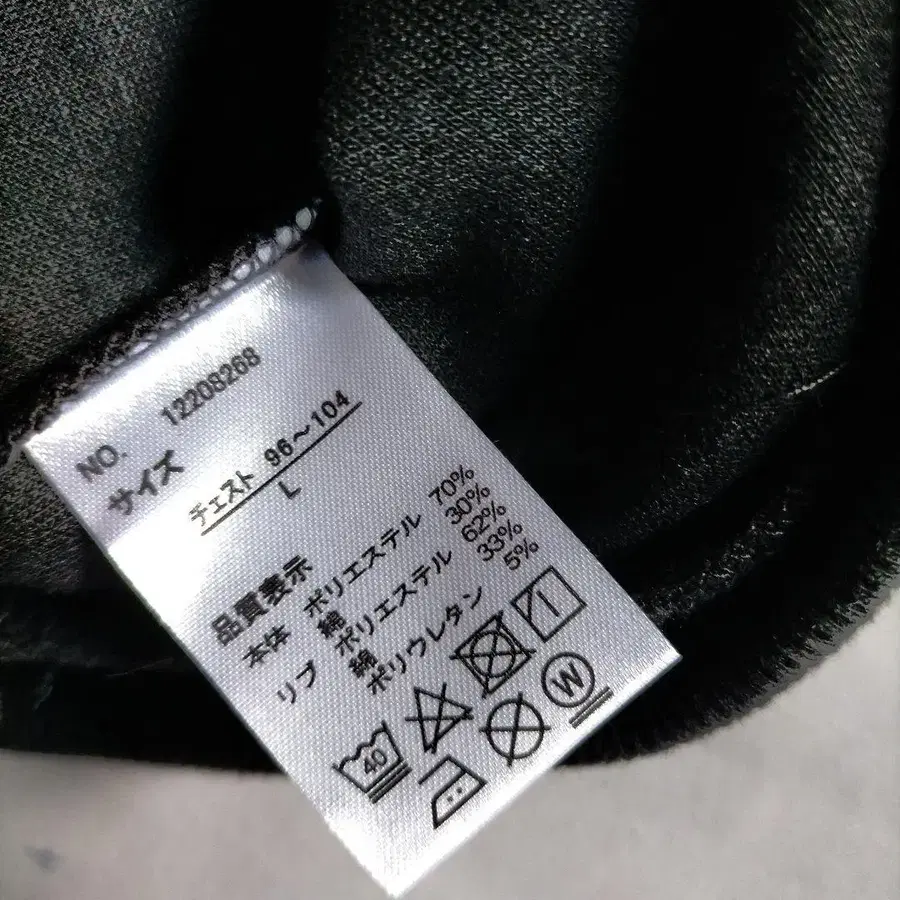 NO. 12208268
サイズ
チェスト 96～104
L
品質表示
本体 ポリエステル 70%
綿 30%
リブ ポリエステル 62%
綿 33%
ポリウレタン 5%
40
W